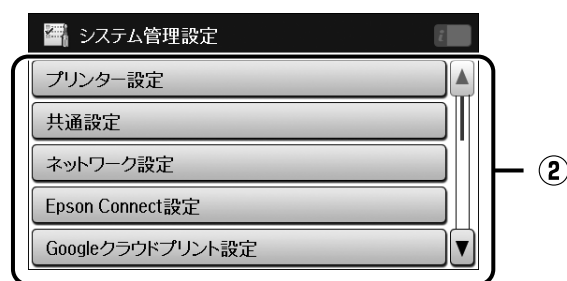 システム管理設定
プリンター設定
共通設定
ネットワーク設定
Epson Connect設定
Googleクラウドプリント設定
②